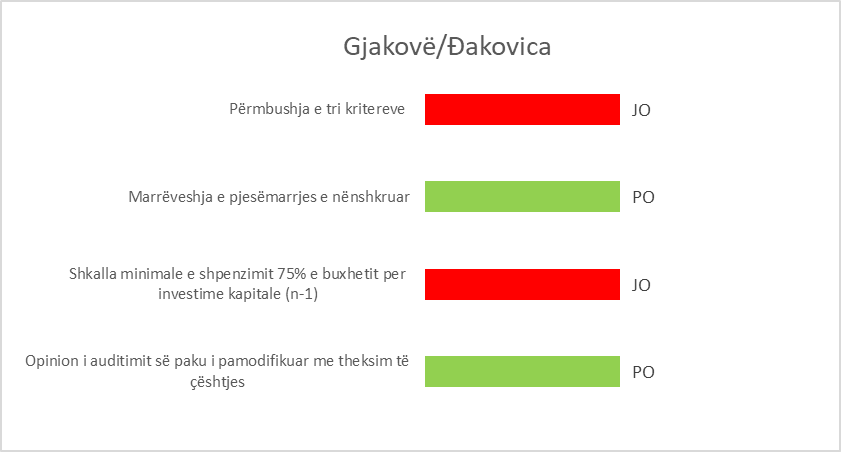 Gjakovë/Đakovica
Përmbushja e tri kritereve
JO
Marrëveshja e pjesëmarrjes e nënshkruar
PO
Shkalla minimale e shpenzimit 75% e buxhetit per
investime kapitale (n-1)
JO
Opinion i auditimit së paku i pamodifikuar me theksim të
çështjes
PO